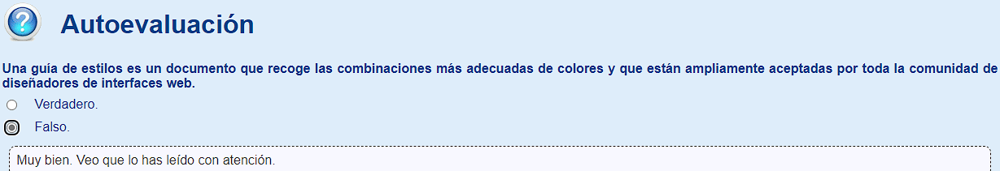 Autoevaluación
Una guía de estilos es un documento que recoge las combinaciones más adecuadas de colores y que están ampliamente aceptadas por toda la comunidad de
diseñadores de interfaces web.
Verdadero.
Falso.
Muy bien. Veo que lo has leído con atención.